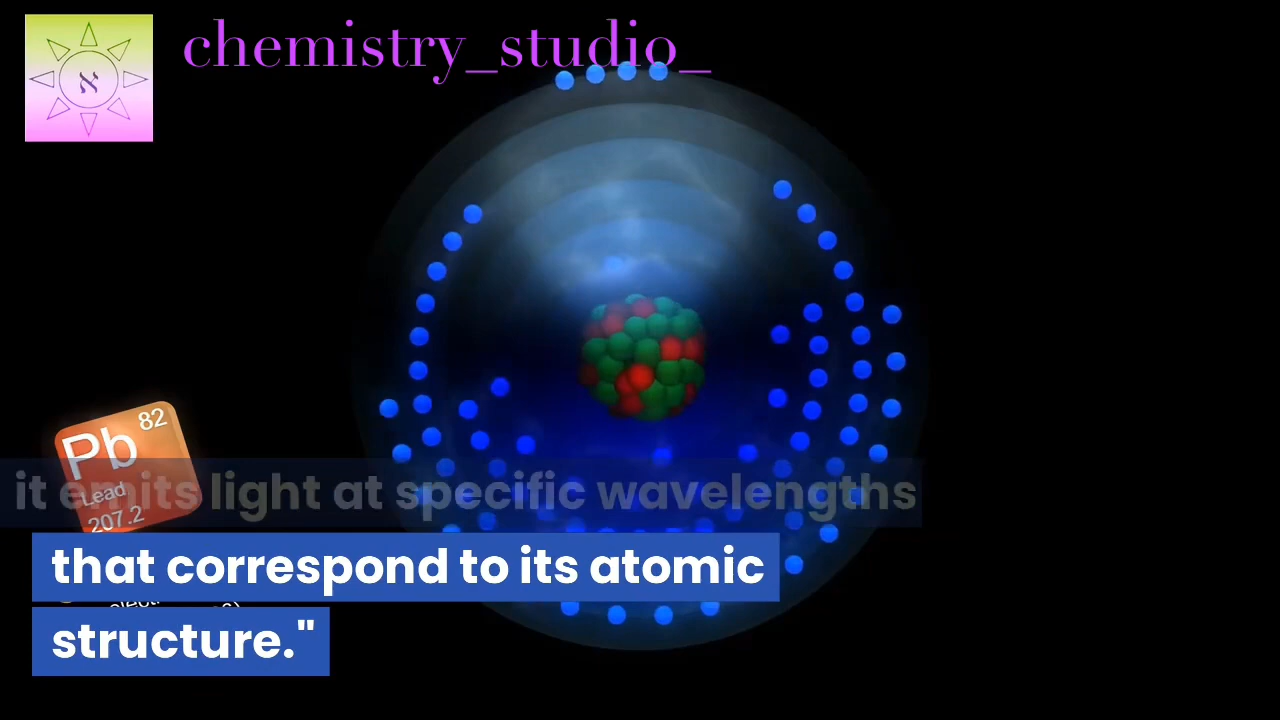 chemistry_studio_
82
Pb
Lead
207.2
it emits light at specific wavelengths
that correspond to its atomic
structure."